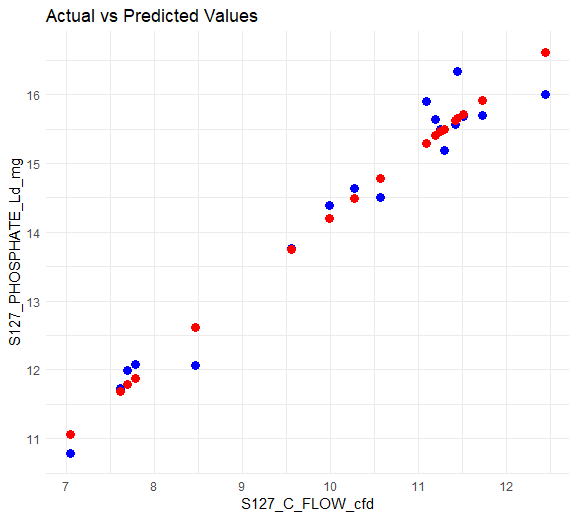 Actual vs Predicted Values
S127_PHOSPHATE_Ld_mg
16
15
14
13
12
11
7 8 9 10 11 12
S127_C_FLOW_cfd